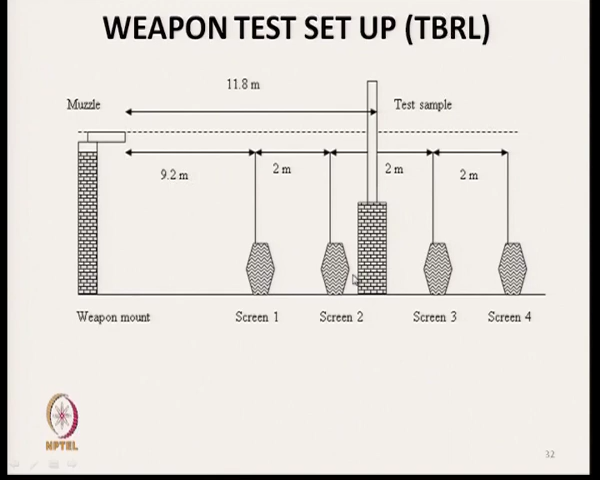 WEAPON TEST SET UP (TBRL)
11.8 m
Muzzle
Test sample
9.2 m
2 m
2 m
2 m
Weapon mount
Screen 1
Screen 2
Screen 3
Screen 4
NPTEL
32